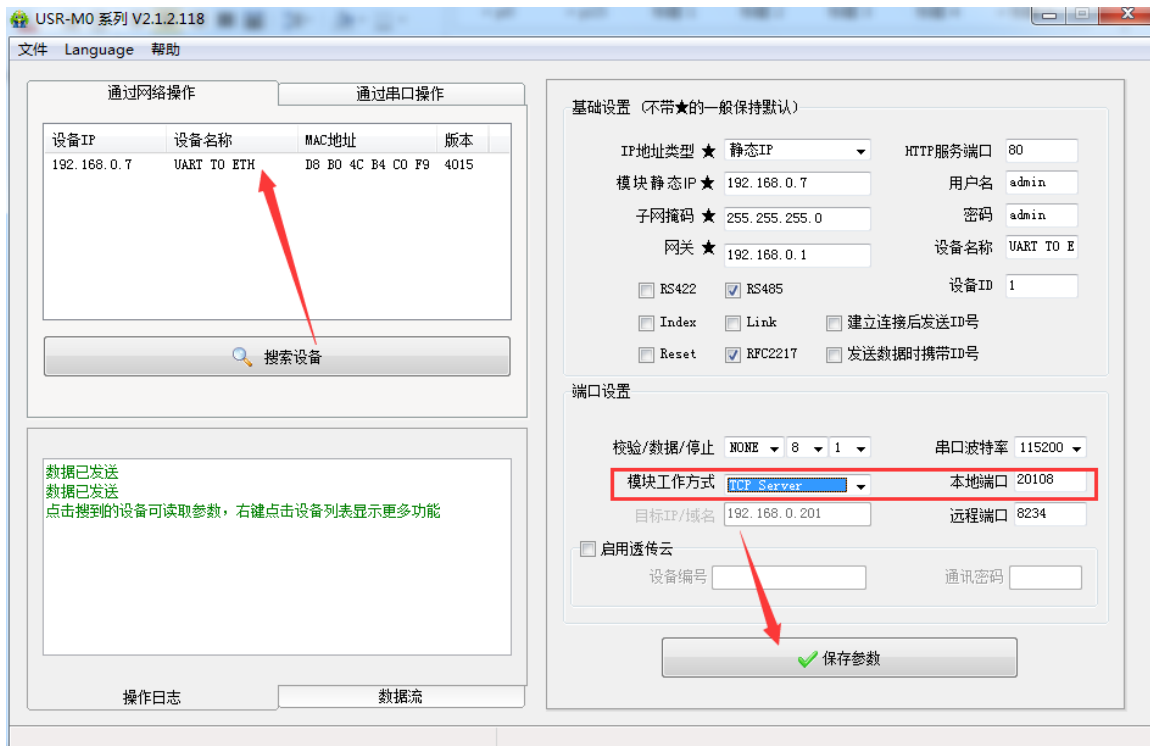 USR-M0 系列 V2.1.2.118
文件 Language 帮助
通过网络操作 通过串口操作
设备IP 设备名称 MAC地址 版本
192.168.0.7 UART TO ETH D8 B0 4C B4 C0 F9 4015
搜索设备
数据已发送
数据已发送
点击搜到的设备可读取参数，右键点击设备列表显示更多功能
操作日志 数据流
基础设置 (不带★的一般保持默认)
IP地址类型 ★ 静态IP HTTP服务端口 80
模块静态IP ★ 192.168.0.7 用户名 admin
子网掩码 ★ 255.255.255.0 密码 admin
网关 ★ 192.168.0.1 设备名称 UART TO E
RS422 RS485 设备ID 1
Index Link 建立连接后发送ID号
Reset RFC2217 发送数据时携带ID号
端口设置
校验/数据/停止 NONE 8 1 串口波特率 115200
模块工作方式 TCP Server 本地端口 20108
目标IP/域名 192.168.0.201 远程端口 8234
启用透传云
设备编号 通讯密码
保存参数